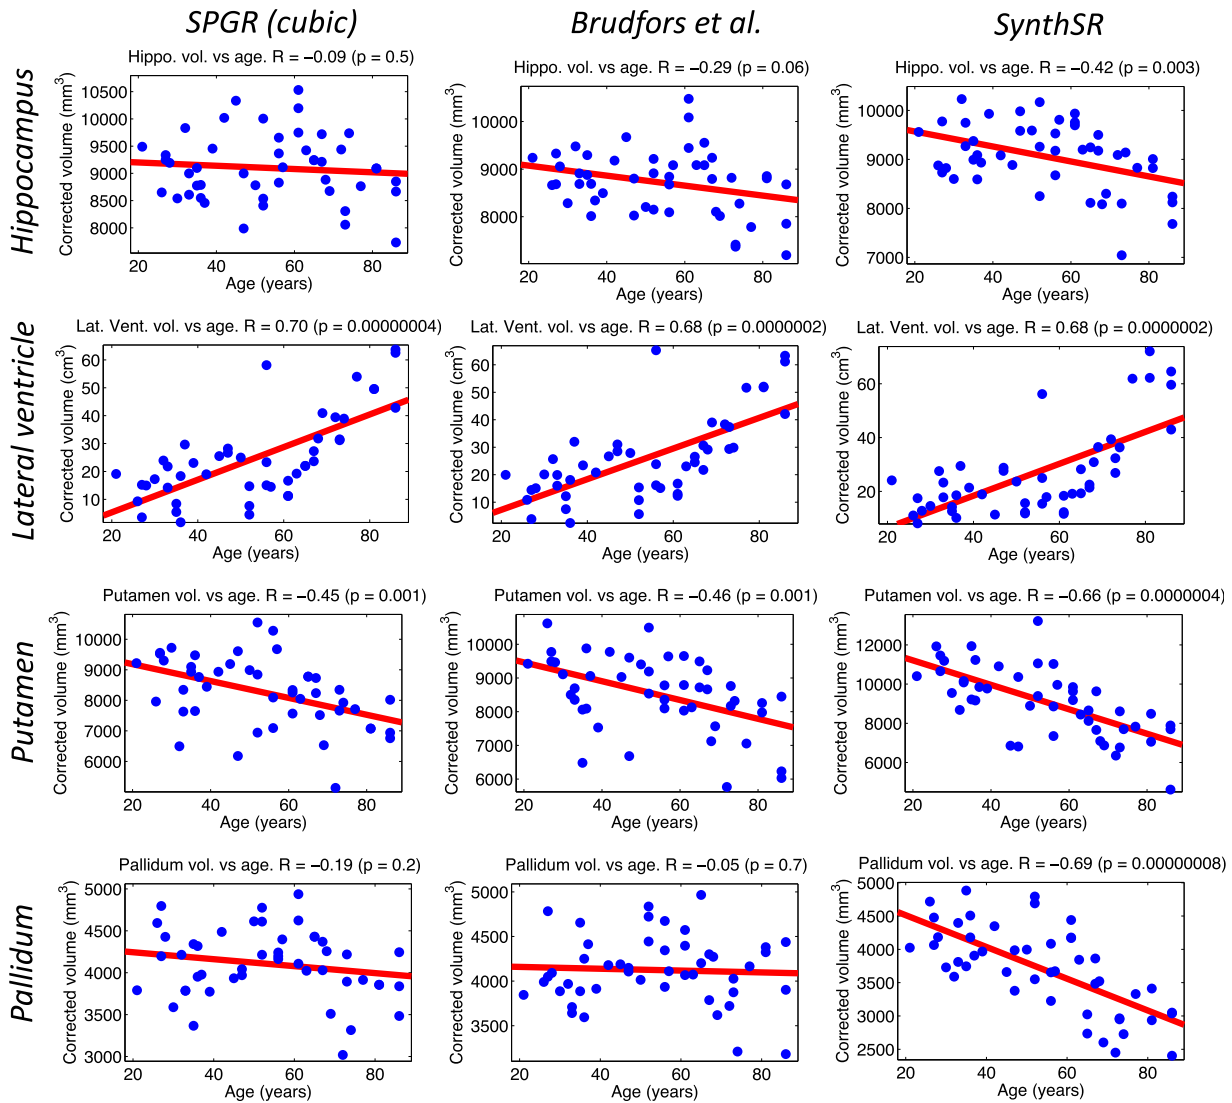 SPGR (cubic)
Brudfors et al.
SynthSR
Hippocampus
Hippo. vol. vs age. R = −0.09 (p = 0.5)
Corrected volume (mm³)
10500
10000
9500
9000
8500
8000
20 40 60 80
Age (years)
Hippo. vol. vs age. R = −0.29 (p = 0.06)
Corrected volume (mm³)
10000
9000
8000
20 40 60 80
Age (years)
Hippo. vol. vs age. R = −0.42 (p = 0.003)
Corrected volume (mm³)
10000
9000
8000
7000
20 40 60 80
Age (years)
Lateral ventricle
Lat. Vent. vol. vs age. R = 0.70 (p = 0.00000004)
Corrected volume (cm³)
60
50
40
30
20
10
20 40 60 80
Age (years)
Lat. Vent. vol. vs age. R = 0.68 (p = 0.0000002)
Corrected volume (cm³)
60
50
40
30
20
10
20 40 60 80
Age (years)
Lat. Vent. vol. vs age. R = 0.68 (p = 0.0000002)
Corrected volume (cm³)
60
40
20
20 40 60 80
Age (years)
Putamen
Putamen vol. vs age. R = −0.45 (p = 0.001)
Corrected volume (mm³)
10000
9000
8000
7000
6000
20 40 60 80
Age (years)
Putamen vol. vs age. R = −0.46 (p = 0.001)
Corrected volume (mm³)
10000
9000
8000
7000
6000
20 40 60 80
Age (years)
Putamen vol. vs age. R = −0.66 (p = 0.0000004)
Corrected volume (mm³)
12000
10000
8000
6000
20 40 60 80
Age (years)
Pallidum
Pallidum vol. vs age. R = −0.19 (p = 0.2)
Corrected volume (mm³)
5000
4500
4000
3500
3000
20 40 60 80
Age (years)
Pallidum vol. vs age. R = −0.05 (p = 0.7)
Corrected volume (mm³)
5000
4500
4000
3500
20 40 60 80
Age (years)
Pallidum vol. vs age. R = −0.69 (p = 0.00000008)
Corrected volume (mm³)
5000
4500
4000
3500
3000
2500
20 40 60 80
Age (years)